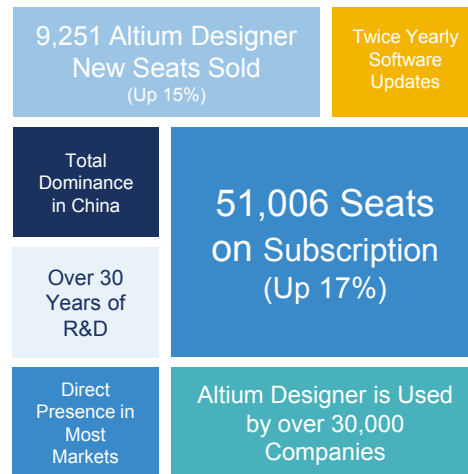 9,251 Altium Designer
New Seats Sold
(Up 15%)
Twice Yearly
Software
Updates
Total
Dominance
in China
51,006 Seats
on Subscription
(Up 17%)
Over 30
Years of
R&D
Direct
Presence in
Most
Markets
Altium Designer is Used
by over 30,000
Companies